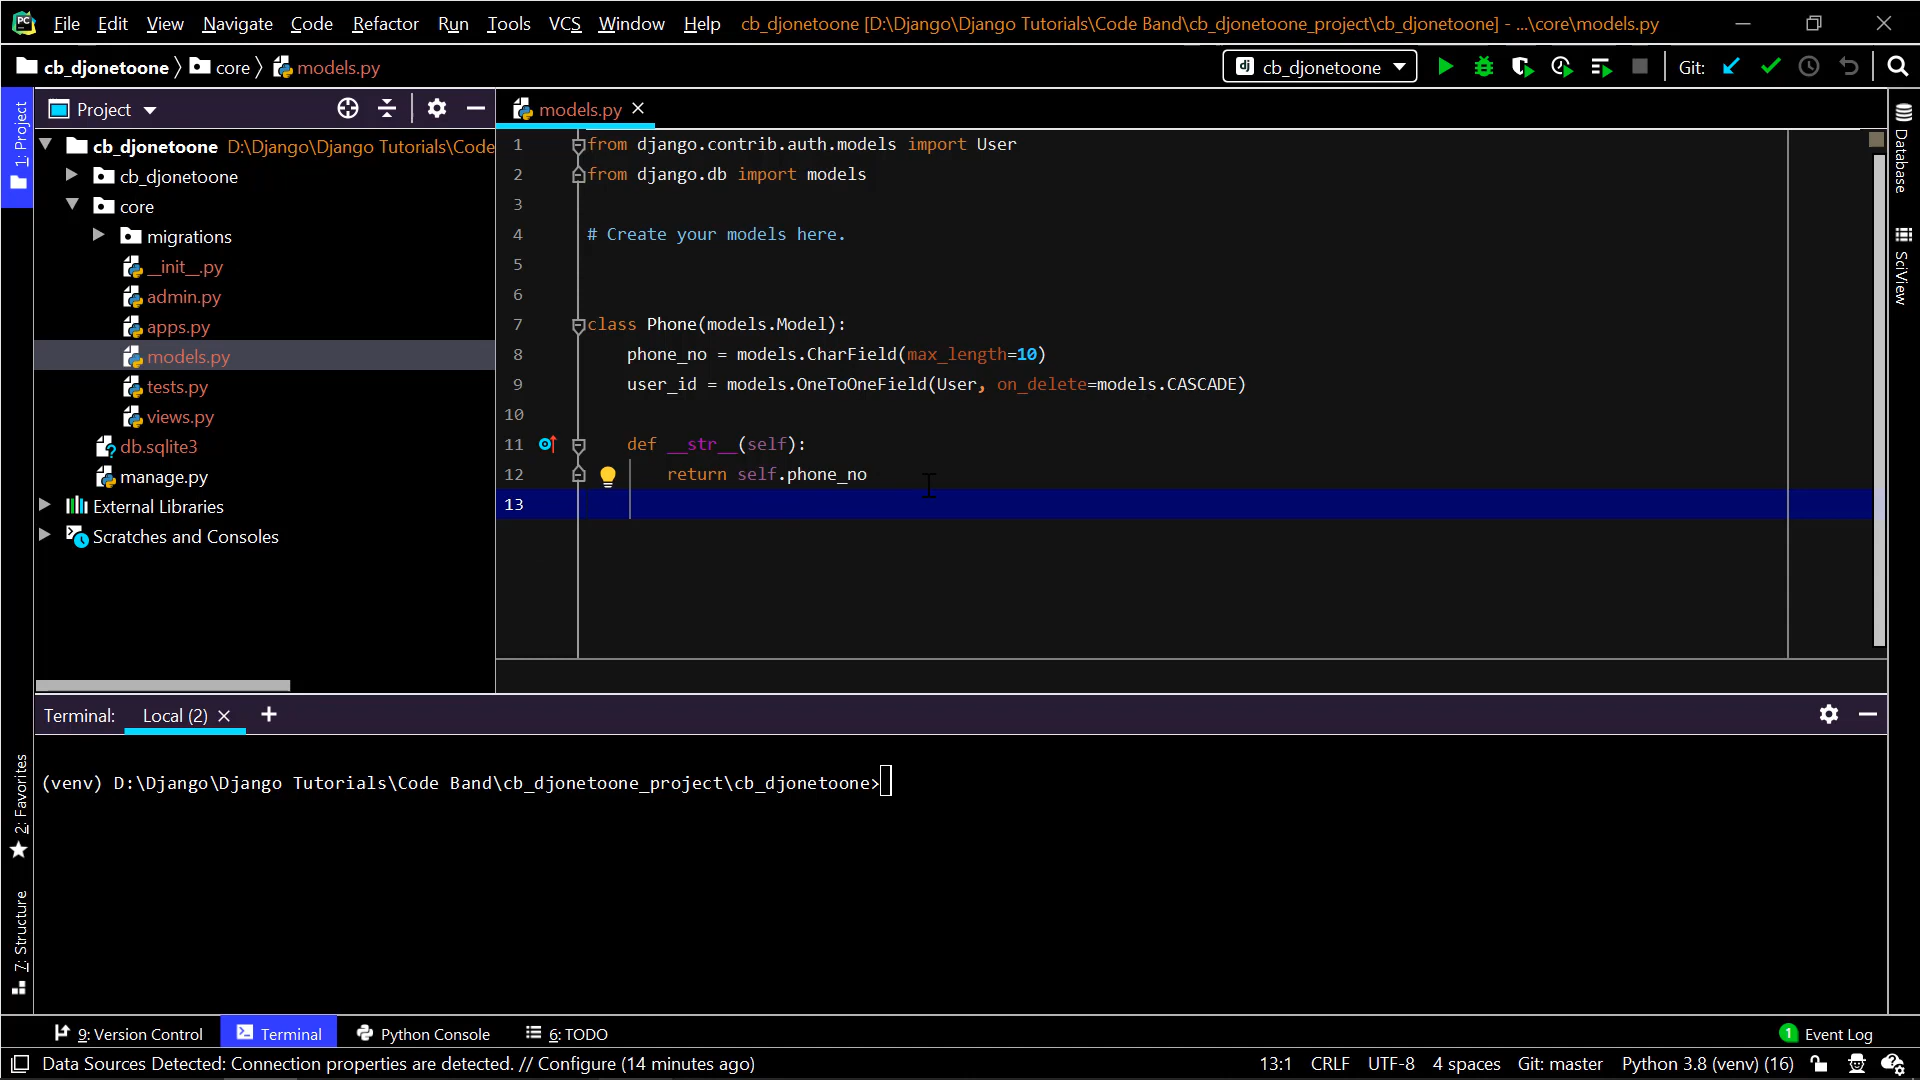 PC File Edit View Navigate Code Refactor Run Tools VCS Window Help cb_djonetoone [D:\Django\Django Tutorials\Code Band\cb_djonetoone_project\cb_djonetoone] - ...\core\models.py
cb_djonetoone core models.py dj cb_djonetoone Git:
1: Project
Project
models.py
cb_djonetoone D:\Django\Django Tutorials\Code
cb_djonetoone
core
migrations
__init__.py
admin.py
apps.py
models.py
tests.py
views.py
db.sqlite3
manage.py
External Libraries
Scratches and Consoles
1 from django.contrib.auth.models import User
2 from django.db import models
3
4 # Create your models here.
5
6
7 class Phone(models.Model):
8 phone_no = models.CharField(max_length=10)
9 user_id = models.OneToOneField(User, on_delete=models.CASCADE)
10
11 def __str__(self):
12 return self.phone_no
13
Database
SciView
Terminal: Local (2)
(venv) D:\Django\Django Tutorials\Code Band\cb_djonetoone_project\cb_djonetoone>
2: Favorites
7: Structure
9: Version Control Terminal Python Console 6: TODO 1 Event Log
Data Sources Detected: Connection properties are detected. // Configure (14 minutes ago) 13:1 CRLF UTF-8 4 spaces Git: master Python 3.8 (venv) (16)